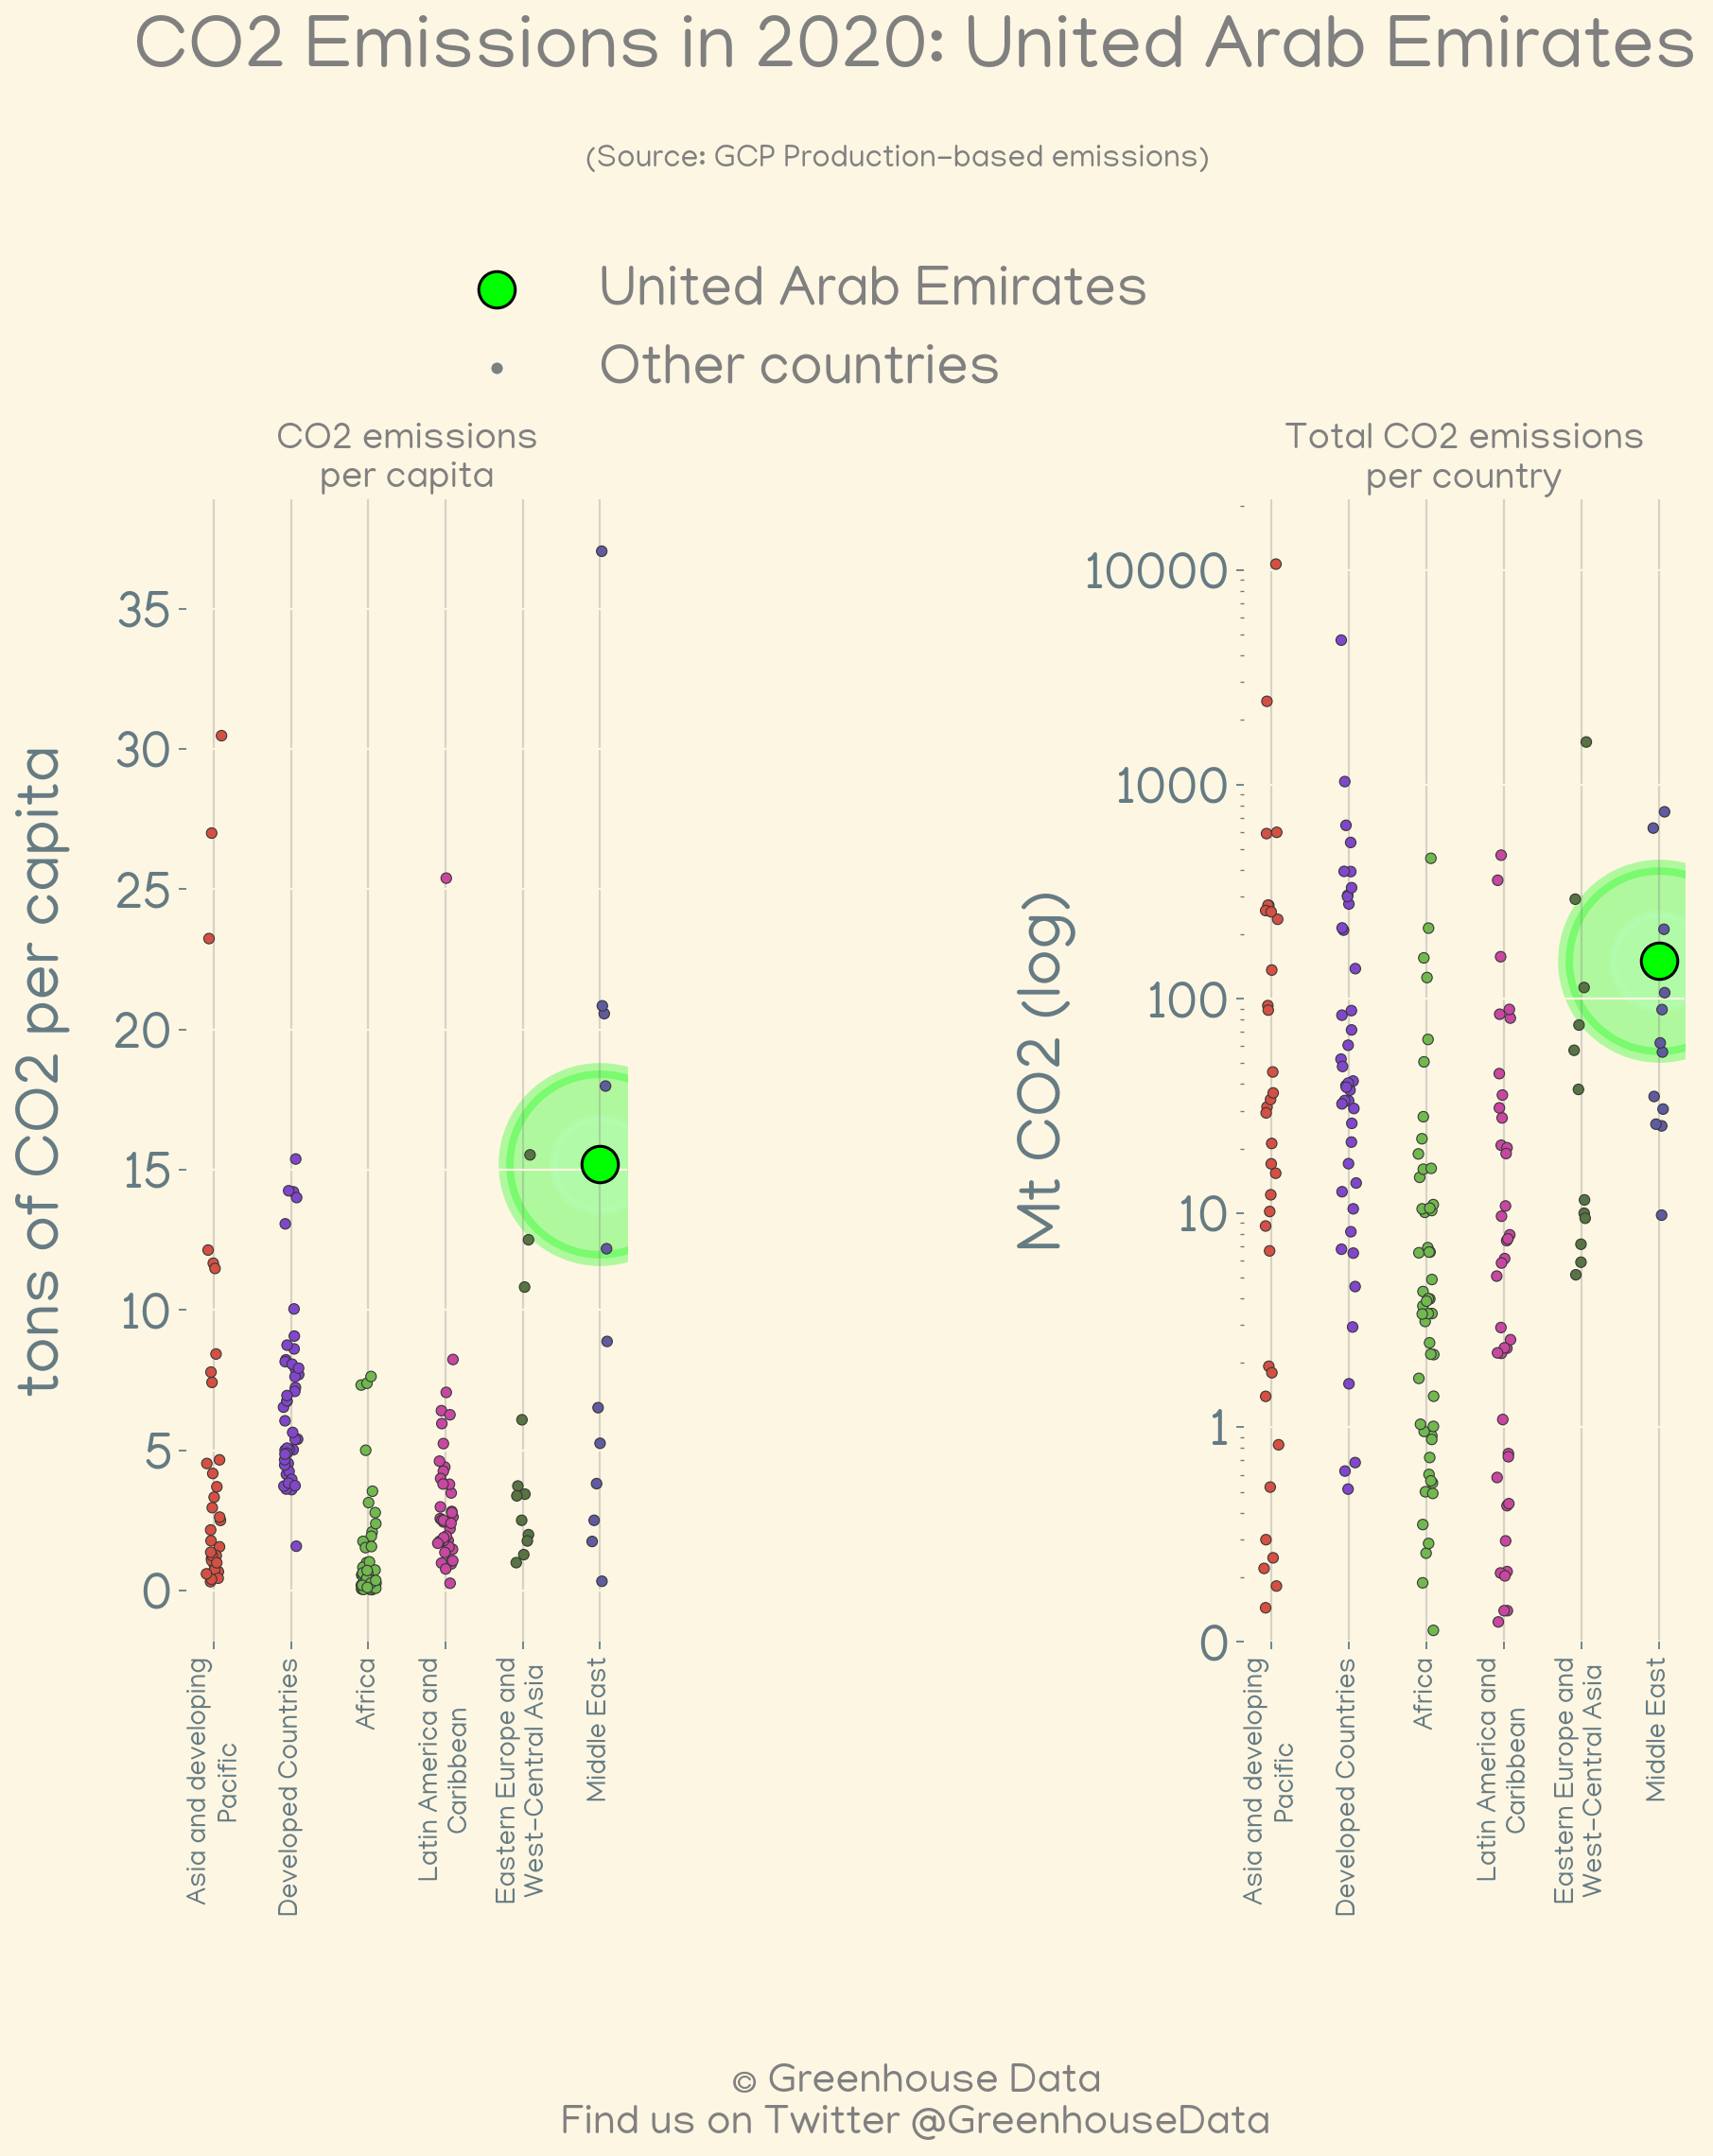 CO2 Emissions in 2020: United Arab Emirates
(Source: GCP Production-based emissions)
United Arab Emirates
Other countries
CO2 emissions
per capita
tons of CO2 per capita
35
30
25
20
15
10
5
0
Asia and developing
Pacific
Developed Countries
Africa
Latin America and
Caribbean
Eastern Europe and
West-Central Asia
Middle East
Total CO2 emissions
per country
Mt CO2 (log)
10000
1000
100
10
1
0
Asia and developing
Pacific
Developed Countries
Africa
Latin America and
Caribbean
Eastern Europe and
West-Central Asia
Middle East
© Greenhouse Data
Find us on Twitter @GreenhouseData